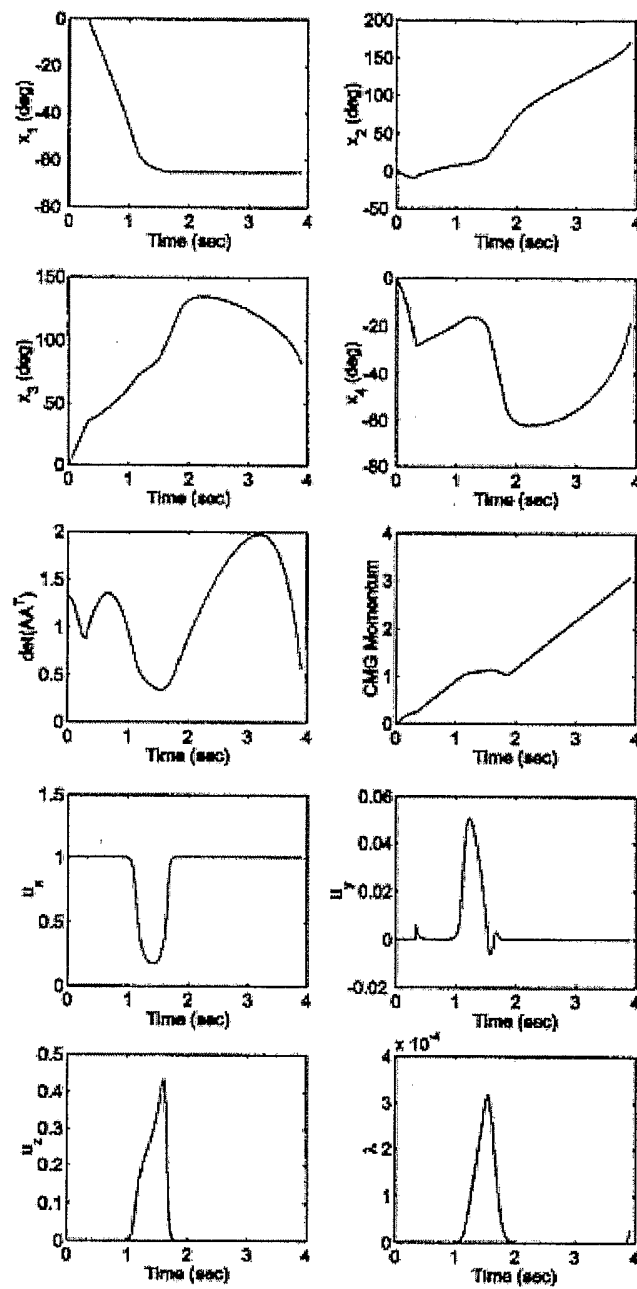 0
-20
-40
-60
-80
x1 (deg)
0 1 2 3 4
Time (sec)
200
150
100
50
0
-50
x2 (deg)
0 1 2 3 4
Time (sec)
150
100
50
0
x3 (deg)
0 1 2 3 4
Time (sec)
0
-20
-40
-60
-80
x4 (deg)
0 1 2 3 4
Time (sec)
2
1.5
1
0.5
0
det(AA^T)
0 1 2 3 4
Time (sec)
4
3
2
1
0
CMG Momentum
0 1 2 3 4
Time (sec)
1.5
1
0.5
0
ux
0 1 2 3 4
Time (sec)
0.06
0.04
0.02
0
-0.02
uy
0 1 2 3 4
Time (sec)
0.5
0.4
0.3
0.2
0.1
0
uz
0 1 2 3 4
Time (sec)
x 10^-4
4
3
2
1
0
λ
0 1 2 3 4
Time (sec)